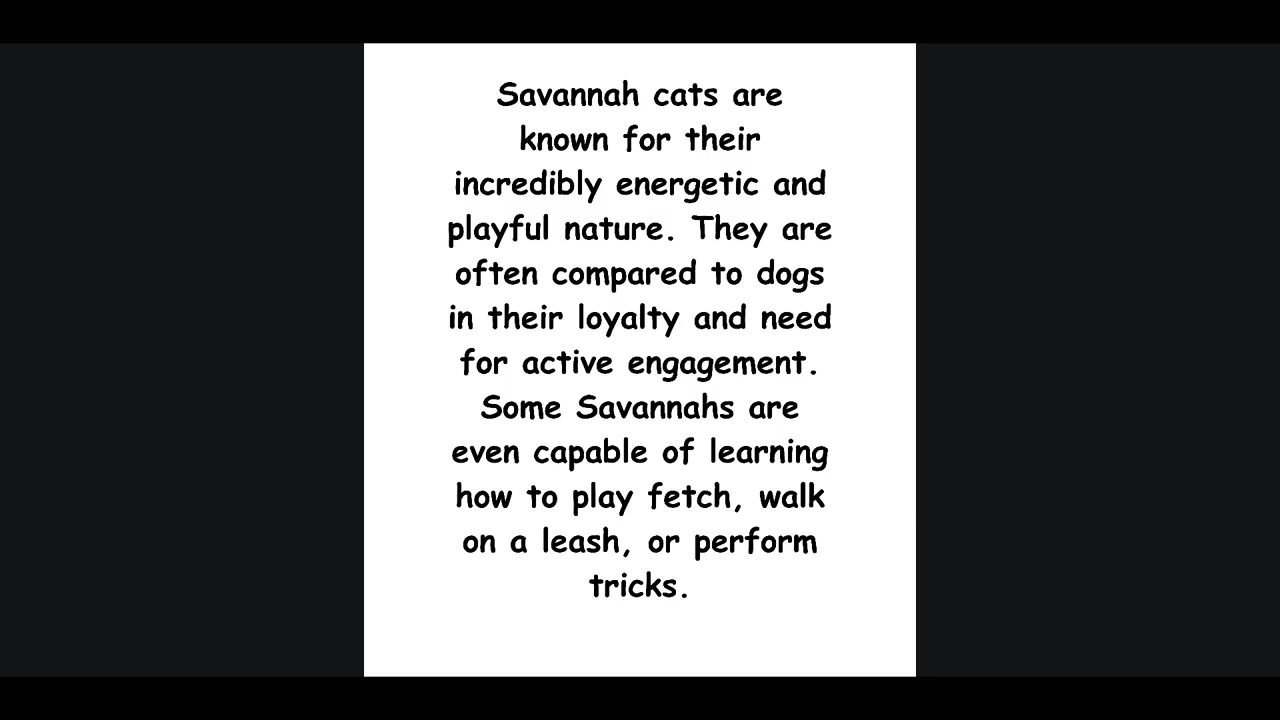 Savannah cats are
known for their
incredibly energetic and
playful nature. They are
often compared to dogs
in their loyalty and need
for active engagement.
Some Savannahs are
even capable of learning
how to play fetch, walk
on a leash, or perform
tricks.